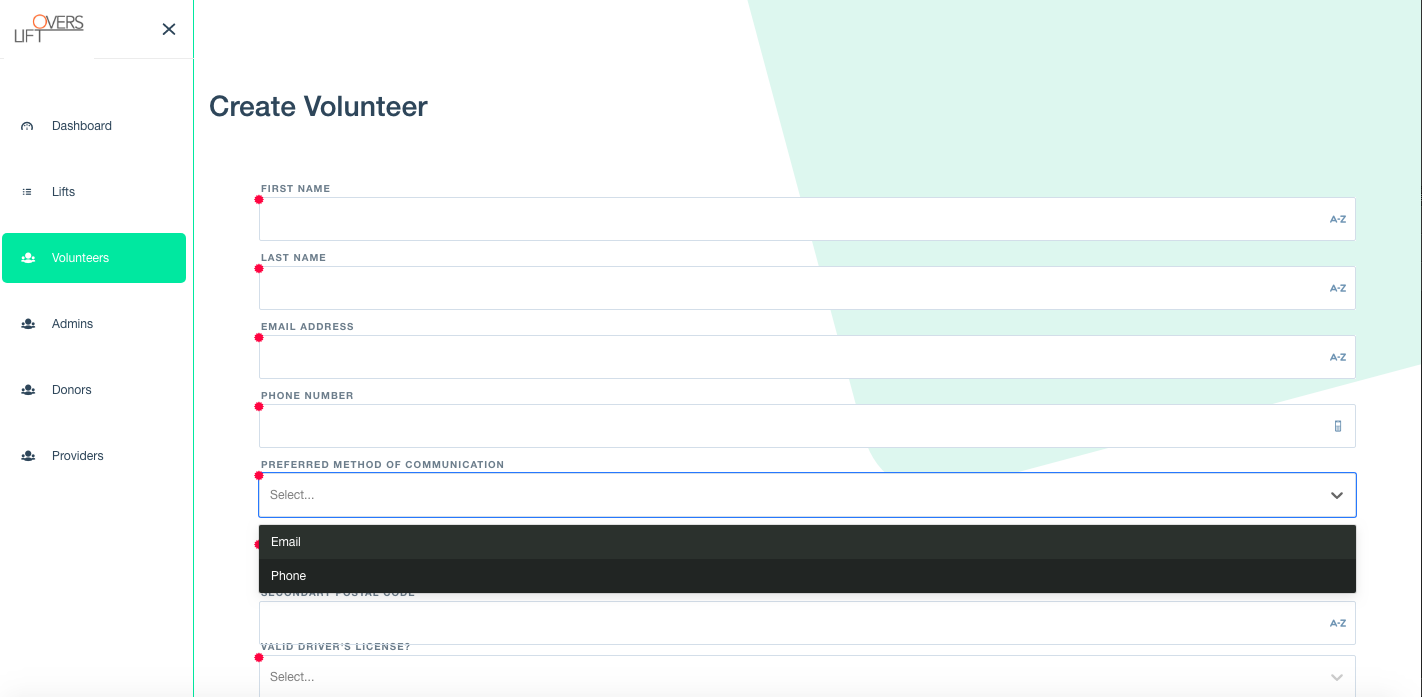 LIFT OVERS
Dashboard
Lifts
Volunteers
Admins
Donors
Providers
Create Volunteer
FIRST NAME
A-Z
LAST NAME
A-Z
EMAIL ADDRESS
A-Z
PHONE NUMBER
PREFERRED METHOD OF COMMUNICATION
Select...
Email
Phone
SECONDARY POSTAL CODE
A-Z
VALID DRIVER'S LICENSE?
Select...